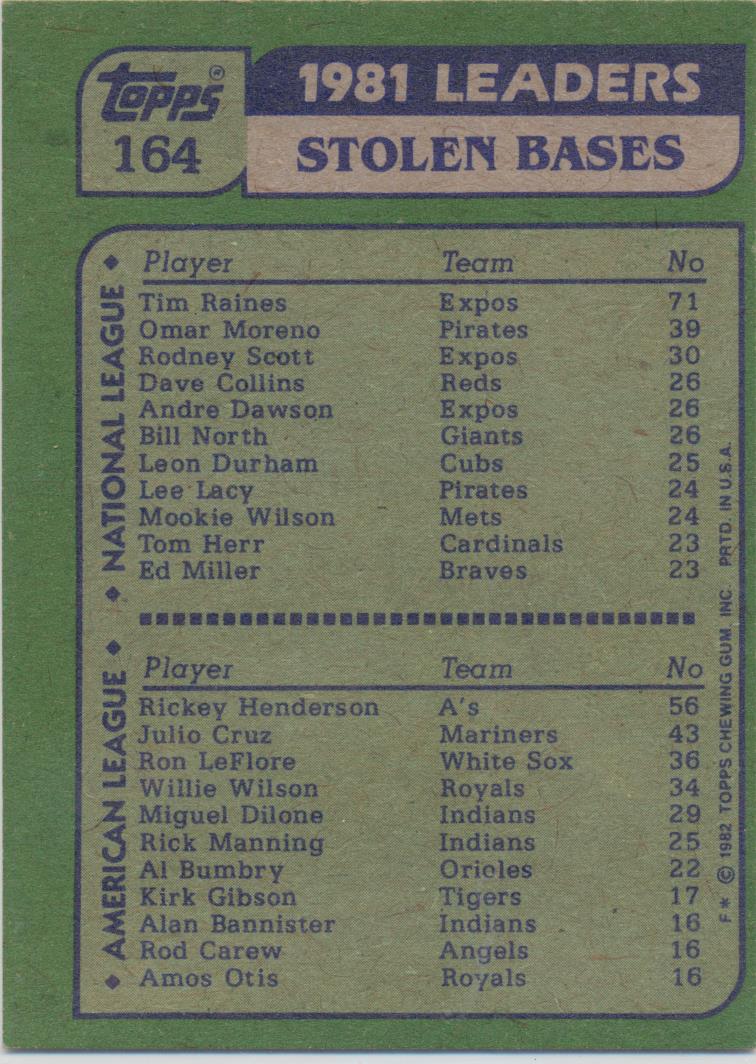 Topps®
164
1981 LEADERS
STOLEN BASES
◆ NATIONAL LEAGUE ◆
Player Team No
Tim Raines Expos 71
Omar Moreno Pirates 39
Rodney Scott Expos 30
Dave Collins Reds 26
Andre Dawson Expos 26
Bill North Giants 26
Leon Durham Cubs 25
Lee Lacy Pirates 24
Mookie Wilson Mets 24
Tom Herr Cardinals 23
Ed Miller Braves 23
◆ AMERICAN LEAGUE ◆
Player Team No
Rickey Henderson A's 56
Julio Cruz Mariners 43
Ron LeFlore White Sox 36
Willie Wilson Royals 34
Miguel Dilone Indians 29
Rick Manning Indians 25
Al Bumbry Orioles 22
Kirk Gibson Tigers 17
Alan Bannister Indians 16
Rod Carew Angels 16
Amos Otis Royals 16
F* © 1982 TOPPS CHEWING GUM, INC. PRTD. IN U.S.A.